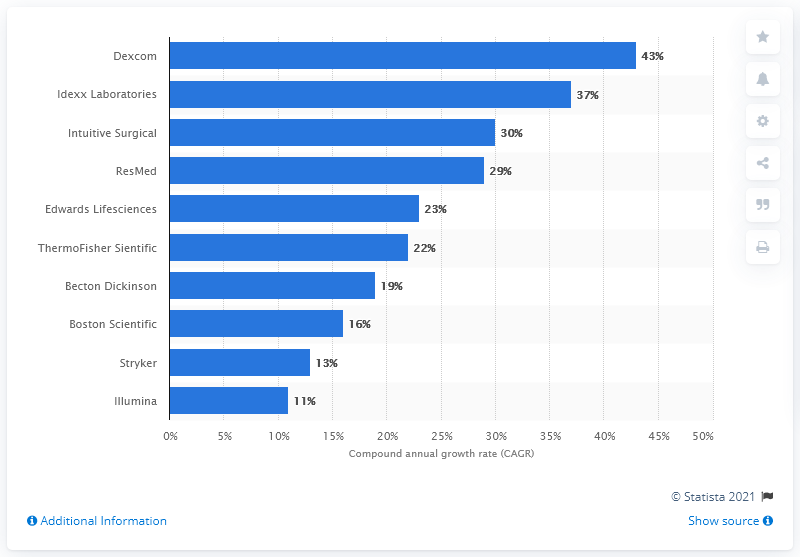 Dexcom 43%
Idexx Laboratories 37%
Intuitive Surgical 30%
ResMed 29%
Edwards Lifesciences 23%
ThermoFisher Sientific 22%
Becton Dickinson 19%
Boston Scientific 16%
Stryker 13%
Illumina 11%
0% 5% 10% 15% 20% 25% 30% 35% 40% 45% 50%
Compound annual growth rate (CAGR)
© Statista 2021
Additional Information Show source